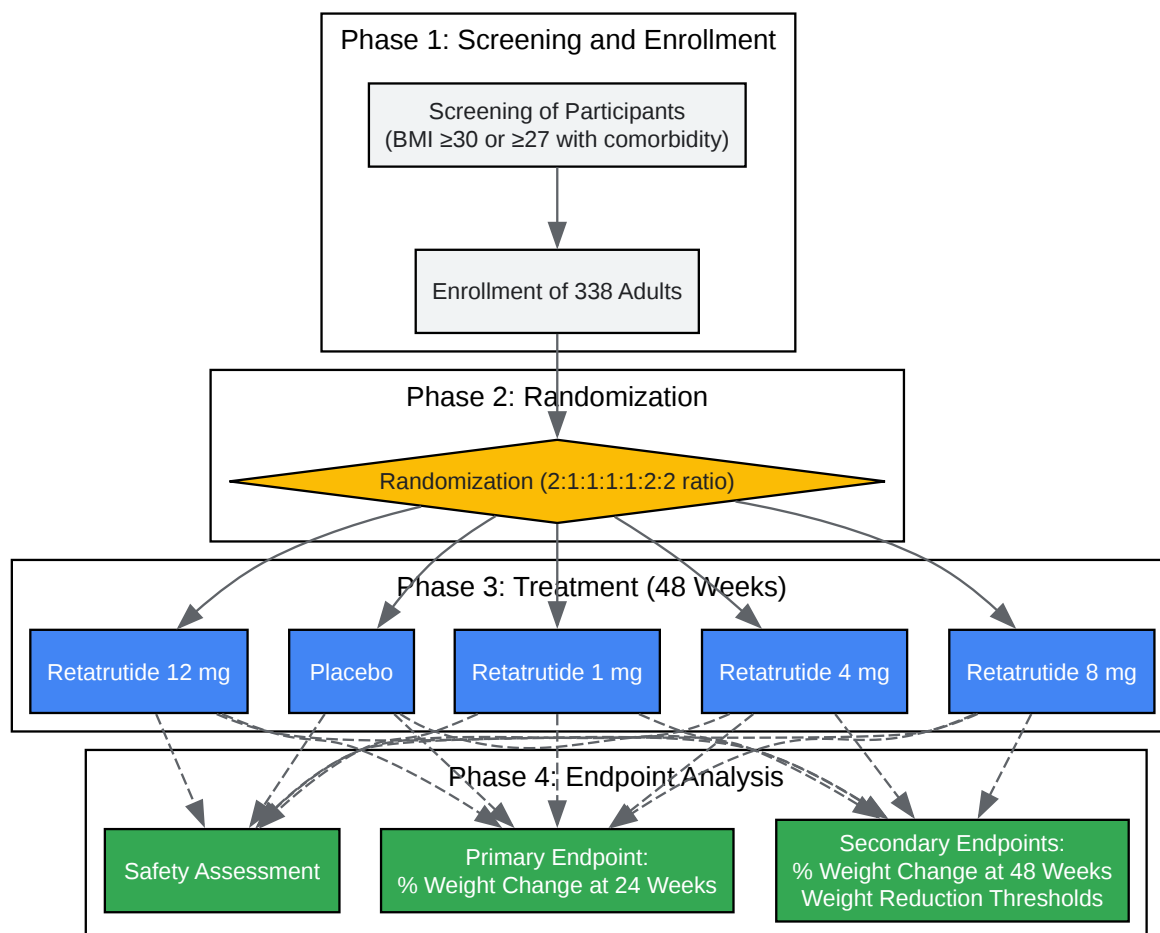 Phase 1: Screening and Enrollment
Screening of Participants
(BMI ≥30 or ≥27 with comorbidity)
Enrollment of 338 Adults
Phase 2: Randomization
Randomization (2:1:1:1:1:2:2 ratio)
Phase 3: Treatment (48 Weeks)
Retatrutide 12 mg
Placebo
Retatrutide 1 mg
Retatrutide 4 mg
Retatrutide 8 mg
Phase 4: Endpoint Analysis
Safety Assessment
Primary Endpoint:
% Weight Change at 24 Weeks
Secondary Endpoints:
% Weight Change at 48 Weeks
Weight Reduction Thresholds